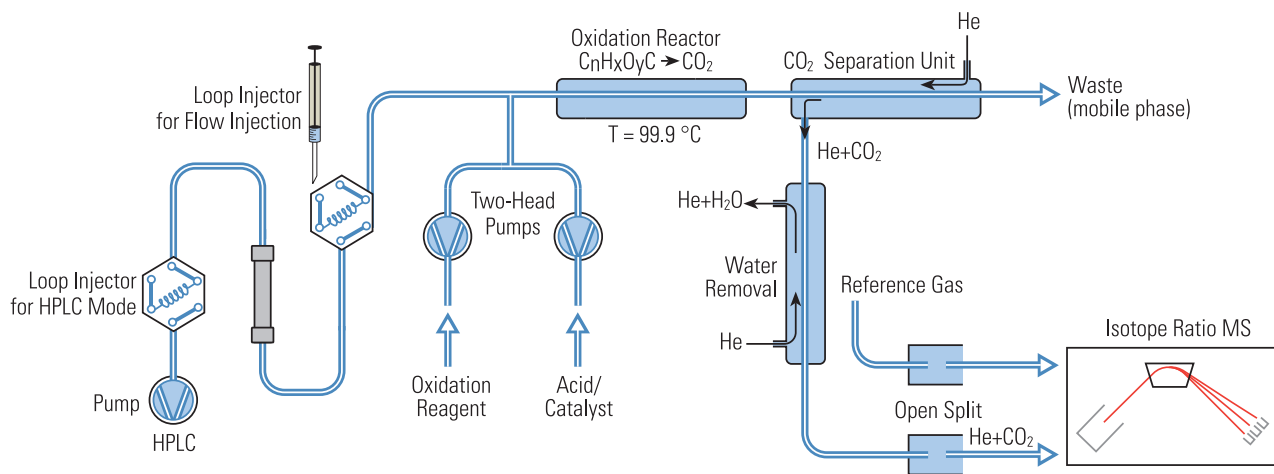 He
Oxidation Reactor
CnHxOyC → CO2
CO2 Separation Unit
Waste
(mobile phase)
Loop Injector
for Flow Injection
T = 99.9 °C
He+CO2
Two-Head
Pumps
He+H2O
Loop Injector
for HPLC Mode
Water
Removal
Reference Gas
He
Isotope Ratio MS
Pump
HPLC
Oxidation
Reagent
Acid/
Catalyst
Open Split
He+CO2